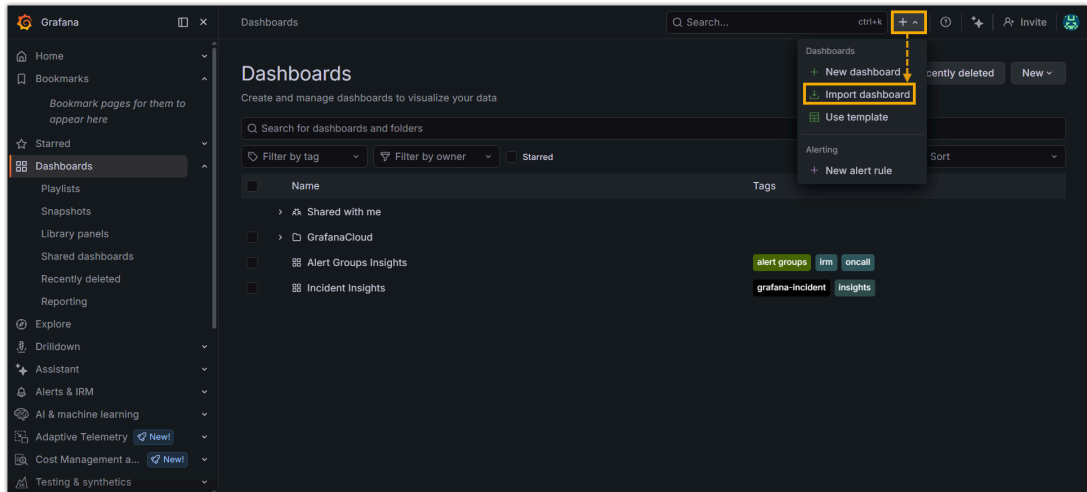 Grafana
Dashboards
Search...
ctrl+k
Invite
Home
Bookmarks
Bookmark pages for them to
appear here
Starred
Dashboards
Playlists
Snapshots
Library panels
Shared dashboards
Recently deleted
Reporting
Explore
Drilldown
Assistant
Alerts & IRM
AI & machine learning
Adaptive Telemetry New!
Cost Management a... New!
Testing & synthetics
Dashboards
Create and manage dashboards to visualize your data
cently deleted
New
Search for dashboards and folders
Filter by tag
Filter by owner
Starred
Sort
Name
Tags
Shared with me
GrafanaCloud
Alert Groups Insights
alert groups irm oncall
Incident Insights
grafana-incident insights
Dashboards
New dashboard
Import dashboard
Use template
Alerting
New alert rule